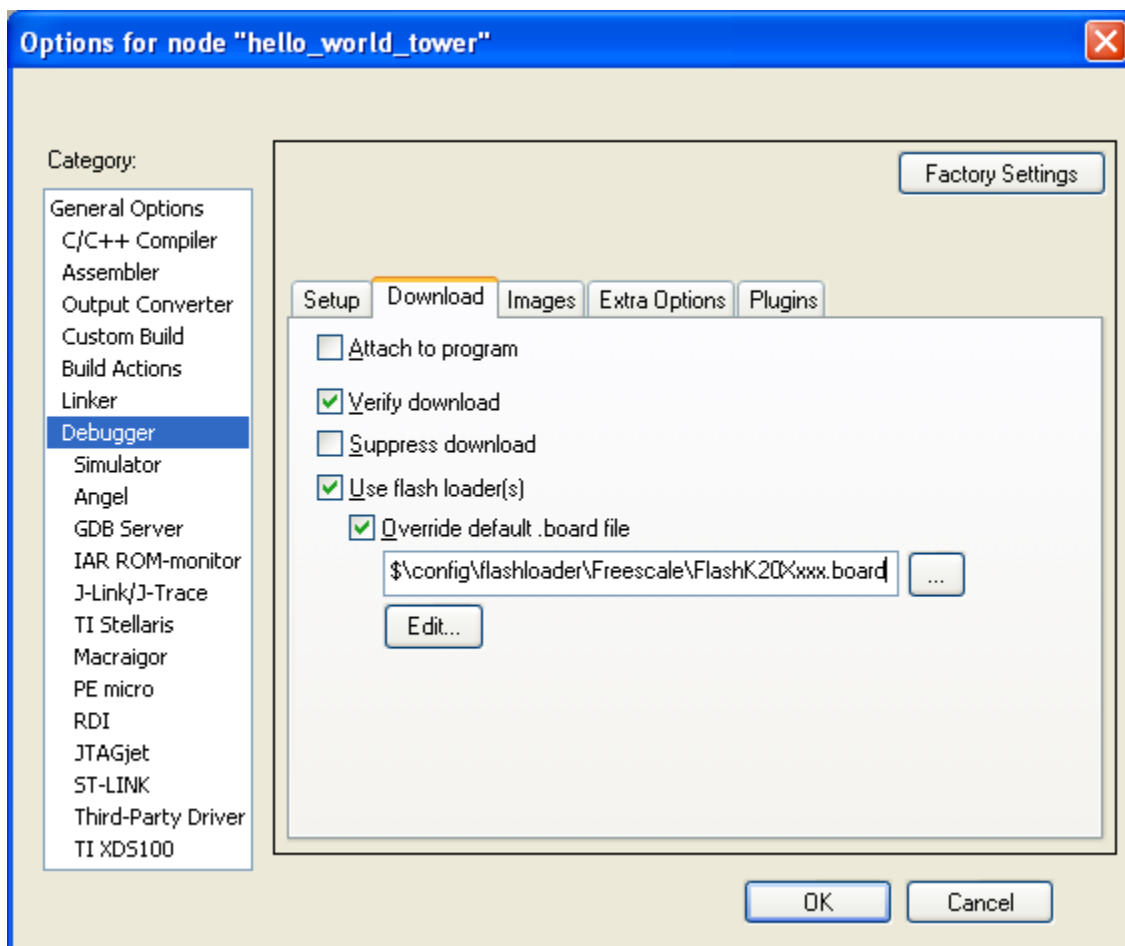 Options for node "hello_world_tower"
Category:
Factory Settings
General Options
C/C++ Compiler
Assembler
Output Converter
Custom Build
Build Actions
Linker
Debugger
Simulator
Angel
GDB Server
IAR ROM-monitor
J-Link/J-Trace
TI Stellaris
Macraigor
PE micro
RDI
JTAGjet
ST-LINK
Third-Party Driver
TI XDS100
Setup Download Images Extra Options Plugins
Attach to program
Verify download
Suppress download
Use flash loader(s)
Override default .board file
$\config\flashloader\Freescale\FlashK20Xxxx.board ...
Edit...
OK Cancel